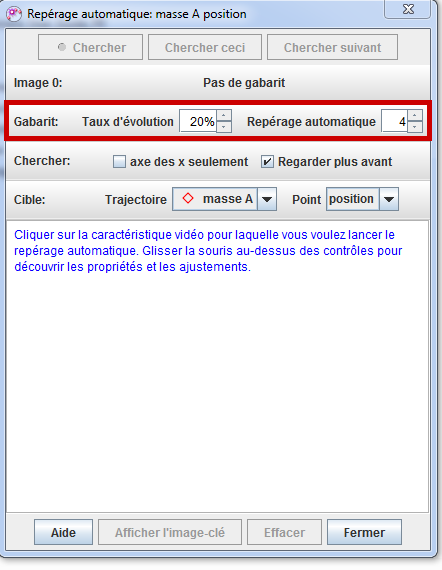 Repérage automatique: masse A position
Chercher Chercher ceci Chercher suivant
Image 0: Pas de gabarit
Gabarit: Taux d'évolution 20% Repérage automatique 4
Chercher: axe des x seulement Regarder plus avant
Cible: Trajectoire masse A Point position
Cliquer sur la caractéristique vidéo pour laquelle vous voulez lancer le
repérage automatique. Glisser la souris au-dessus des contrôles pour
découvrir les propriétés et les ajustements.
Aide Afficher l'image-clé Effacer Fermer